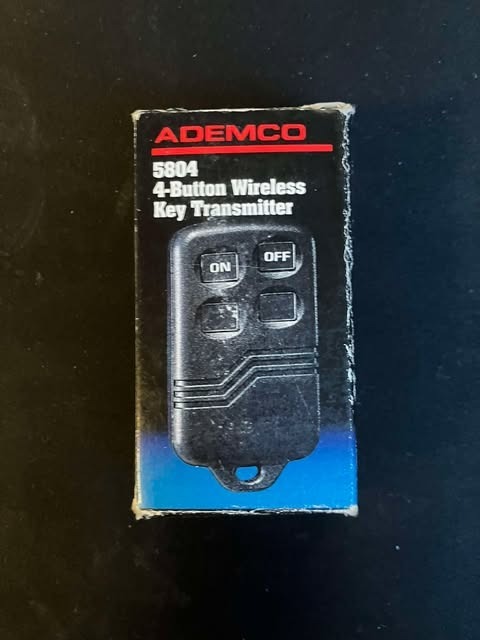 ADEMCO
5804
4-Button Wireless
Key Transmitter
ON OFF